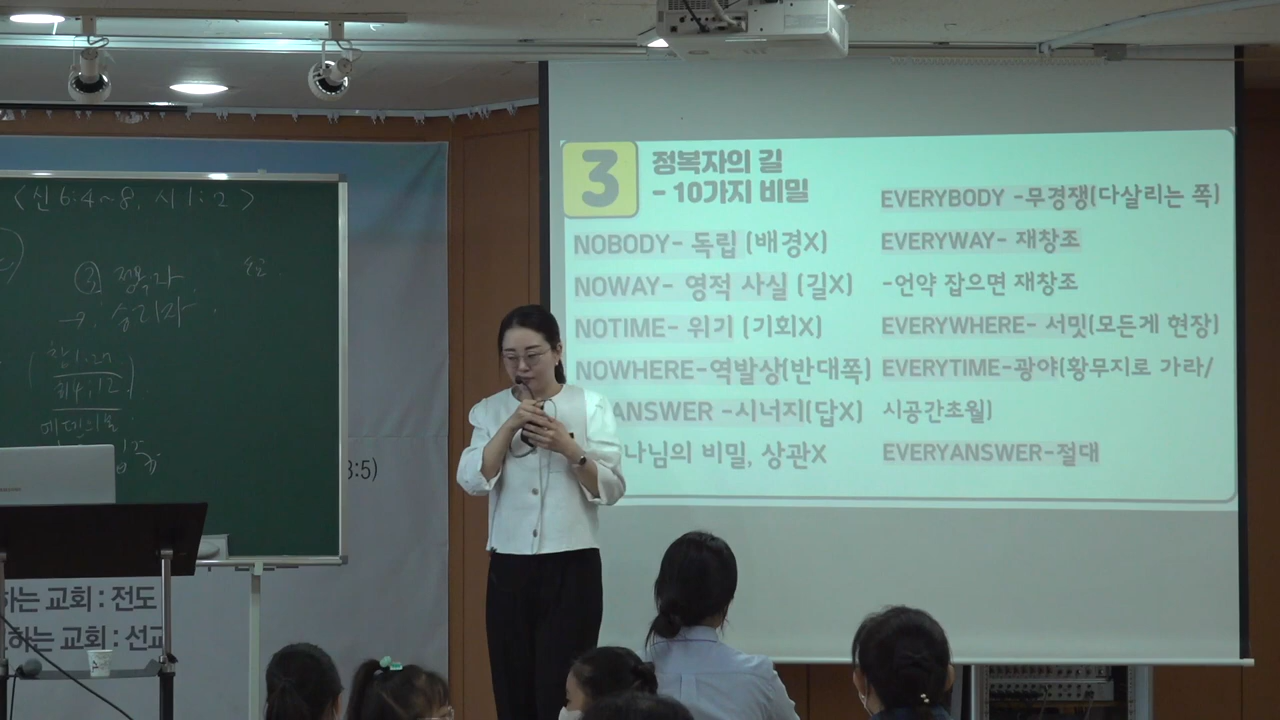 <신 6:4~8, 시 1:2>
③ 정복자
→ 승리자
히4:12
3:5)
하는 교회 : 전도
하는 교회 : 선교
3
정복자의 길
- 10가지 비밀
NOBODY- 독립 (배경X)
NOWAY- 영적 사실 (길X)
NOTIME- 위기 (기회X)
NOWHERE-역발상(반대쪽)
ANSWER -시너지(답X)
나님의 비밀, 상관X
EVERYBODY -무경쟁(다살리는 쪽)
EVERYWAY- 재창조
-언약 잡으면 재창조
EVERYWHERE- 서밋(모든게 현장)
EVERYTIME-광야(황무지로 가라/
시공간초월)
EVERYANSWER-절대